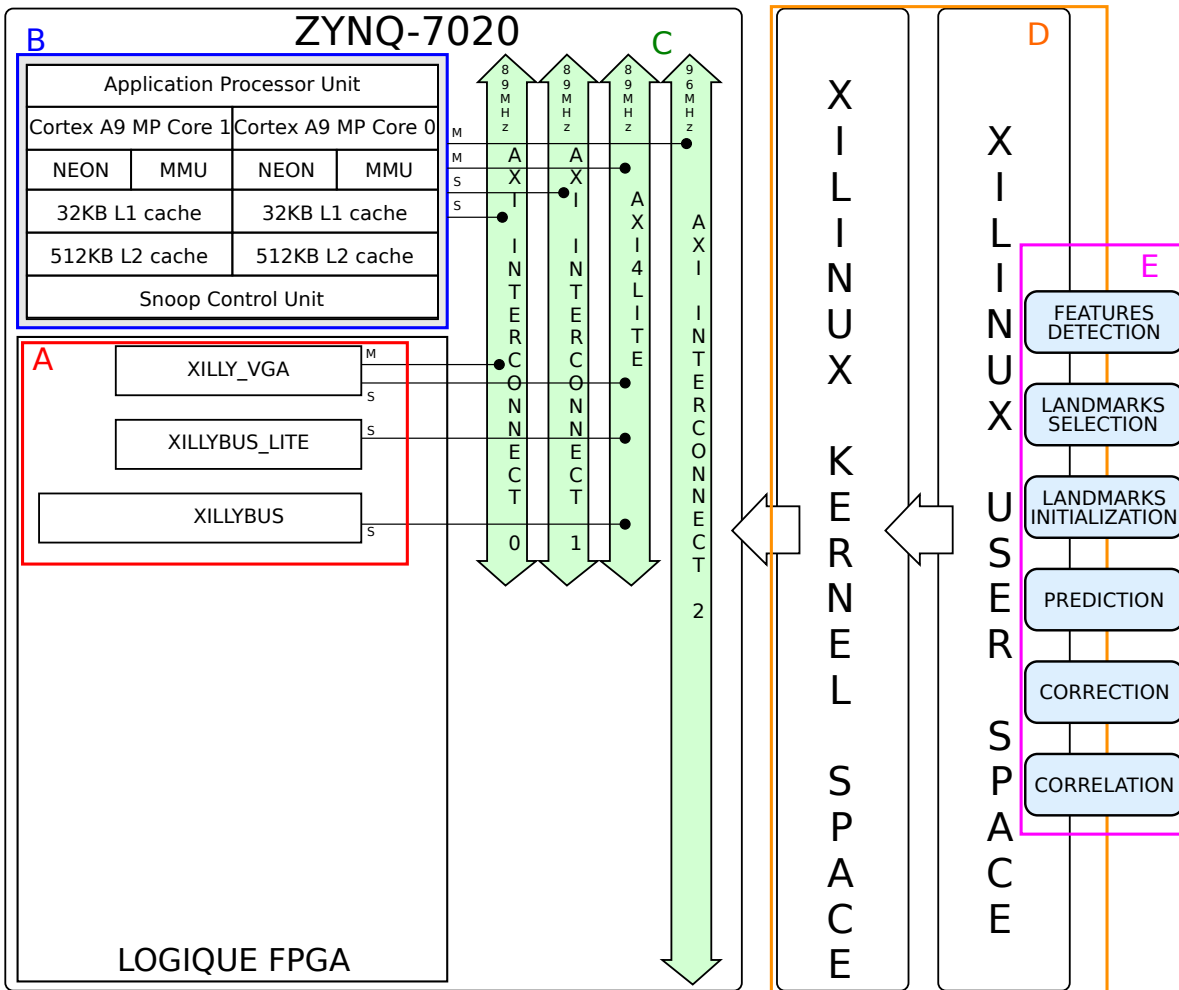 ZYNQ-7020
B
C
D
Application Processor Unit
Cortex A9 MP Core 1
Cortex A9 MP Core 0
NEON
MMU
NEON
MMU
32KB L1 cache
32KB L1 cache
512KB L2 cache
512KB L2 cache
Snoop Control Unit
M
M
S
S
89MHz
AXI INTERCONNECT 0
89MHz
AXI INTERCONNECT 1
89MHz
AXI4LITE
96MHz
AXI INTERCONNECT 2
A
XILLY_VGA
M
S
XILLYBUS_LITE
S
XILLYBUS
S
LOGIQUE FPGA
XILINUX KERNEL SPACE
XILINUX USER SPACE
E
FEATURES
DETECTION
LANDMARKS
SELECTION
LANDMARKS
INITIALIZATION
PREDICTION
CORRECTION
CORRELATION